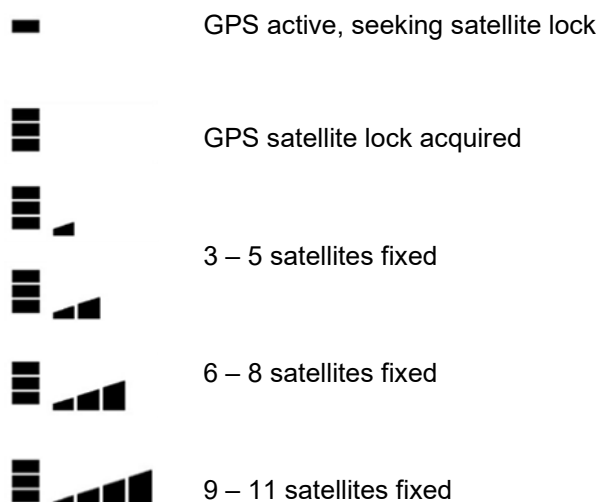 GPS active, seeking satellite lock
GPS satellite lock acquired
3 – 5 satellites fixed
6 – 8 satellites fixed
9 – 11 satellites fixed